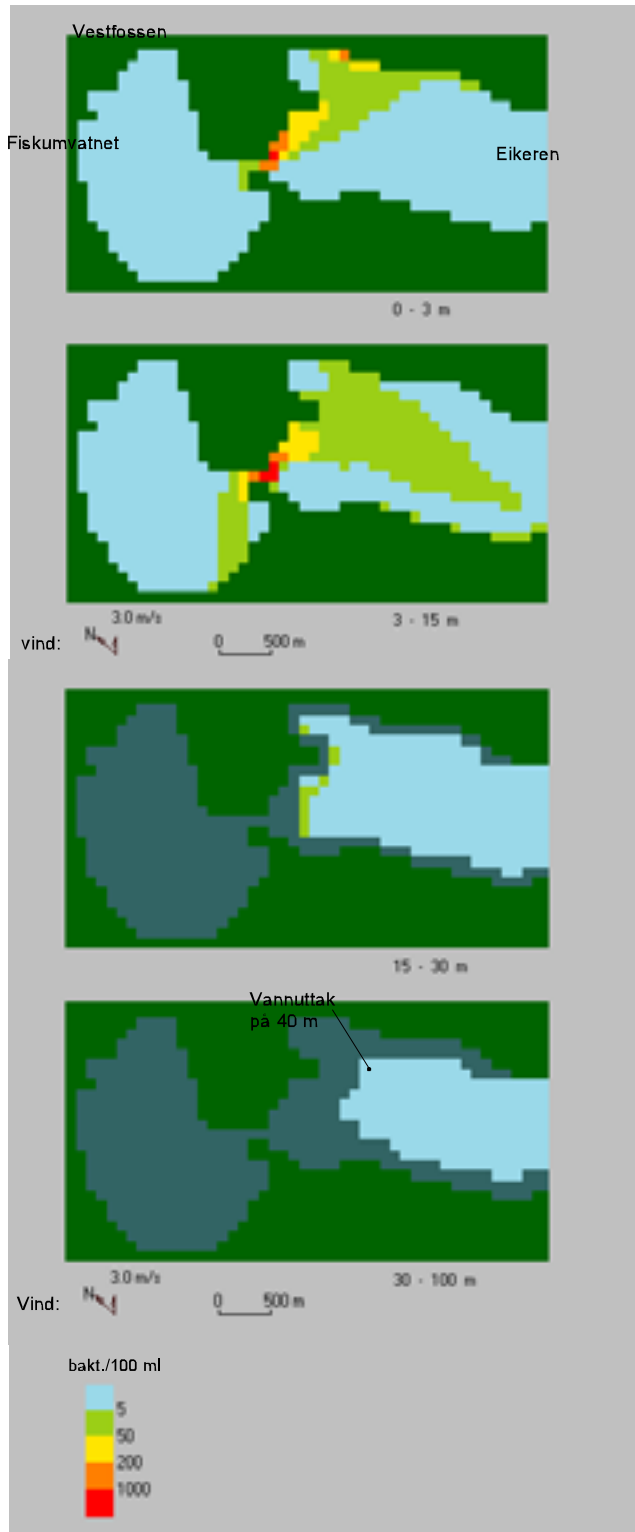 Vestfossen
Fiskumvatnet
Eikeren
0 - 3 m
3.0 m/s
3 - 15 m
vind:
N
0 500 m
15 - 30 m
Vannuttak
på 40 m
3.0 m/s
30 - 100 m
Vind:
N
0 500 m
bakt./100 ml
5
50
200
1000